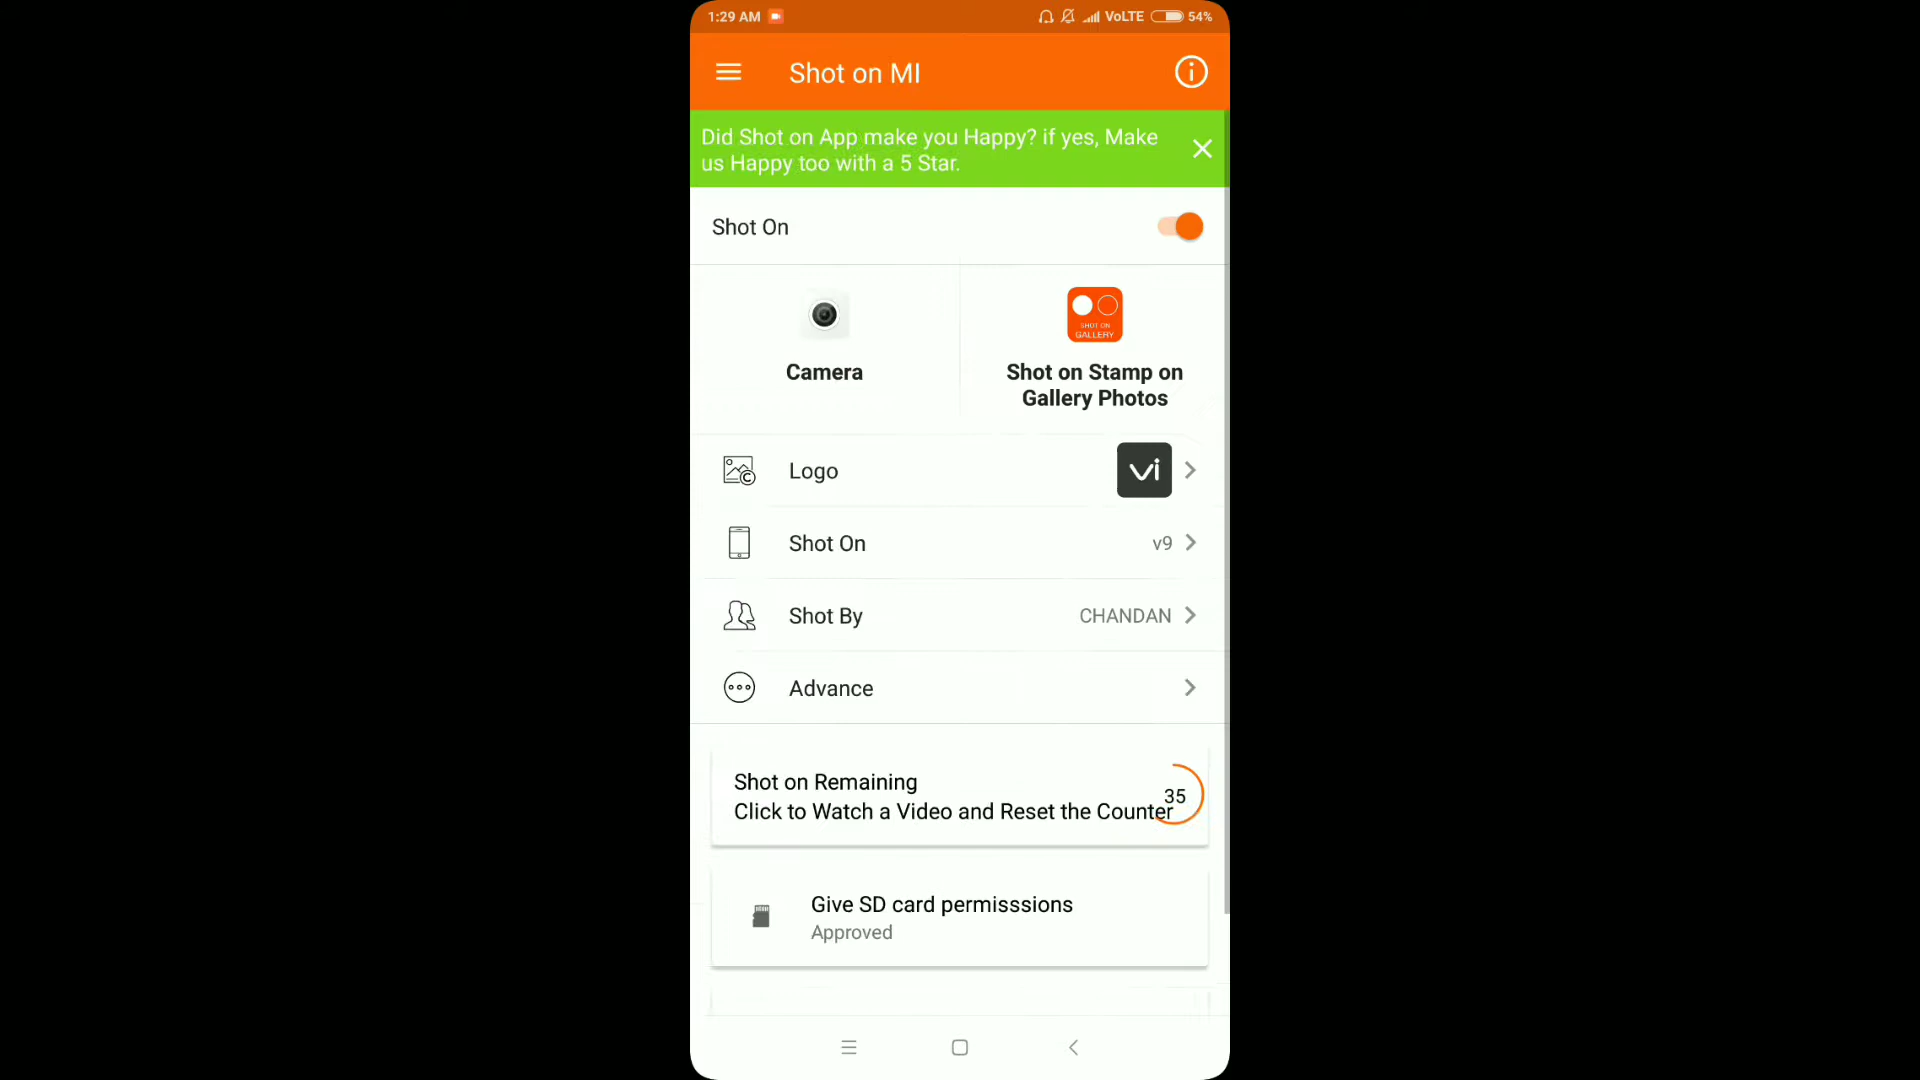 1:29 AM VoLTE 54%
Shot on MI
Did Shot on App make you Happy? if yes, Make
us Happy too with a 5 Star.
Shot On
SHOT ON
GALLERY
Camera
Shot on Stamp on
Gallery Photos
Logo vi
Shot On v9
Shot By CHANDAN
Advance
Shot on Remaining
35
Click to Watch a Video and Reset the Counter
Give SD card permisssions
Approved